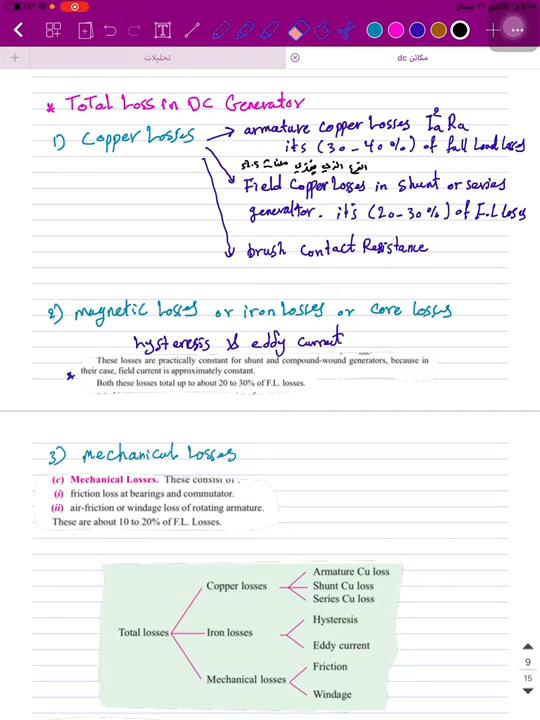 تحليلات
مكائن dc
* Total Loss in DC Generator
1) Copper Losses
→ armature copper losses Ia²Ra
its (30-40%) of full Load losses
Field Copper Losses in shunt or series
generaltor. it's (20-30%) of F.L loses
brush Contact Resistance
2) magnetic Losses or iron losses or core losses
hysteresis & eddy current
These losses are practically constant for shunt and compound-wound generators, because in
* their case, field current is approximately constant.
Both these losses total up to about 20 to 30% of F.L. losses.
3) mechanical Losses
(c) Mechanical Losses. These consist of :
(i) friction loss at bearings and commutator.
(ii) air-friction or windage loss of rotating armature.
These are about 10 to 20% of F.L. Losses.
Armature Cu loss
Copper losses Shunt Cu loss
Series Cu loss
Hysteresis
Total losses Iron losses
Eddy current
Friction
Mechanical losses
Windage
9
15